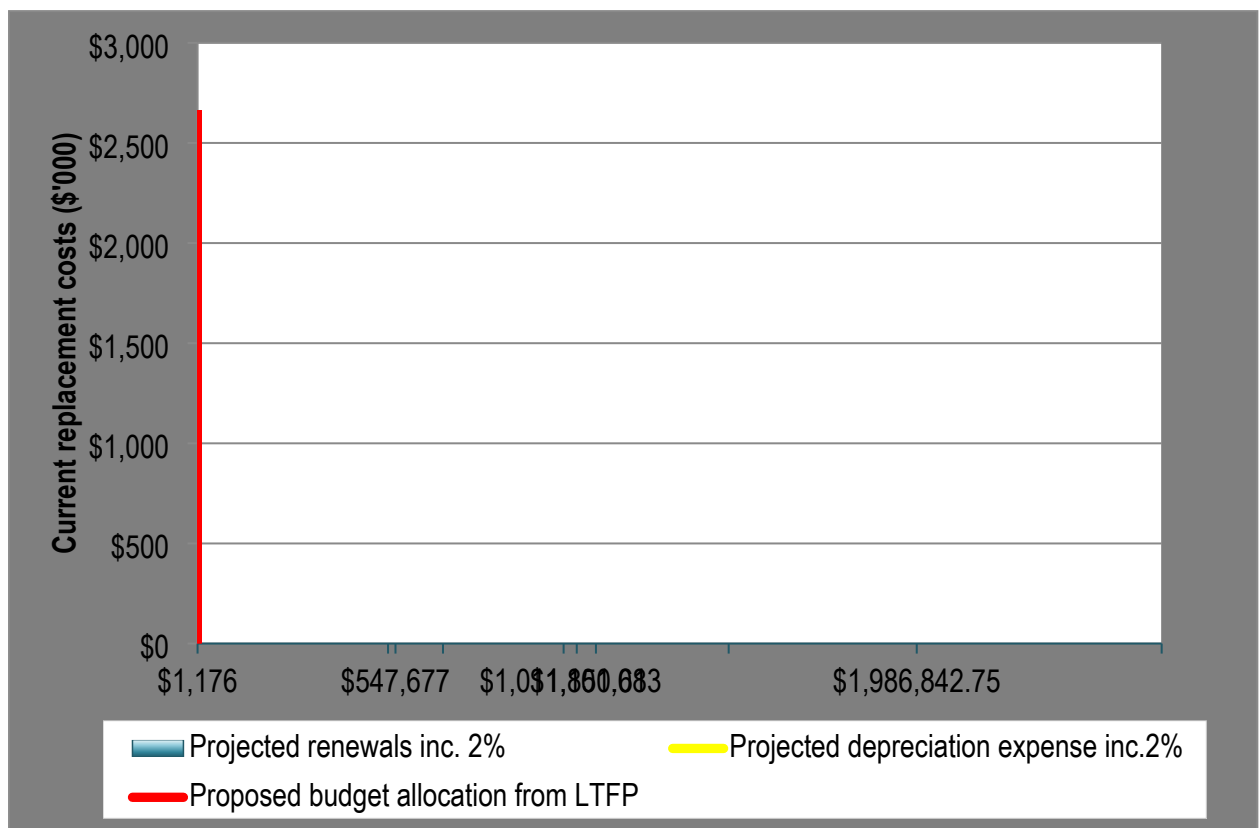 $3,000
$2,500
$2,000
$1,500
$1,000
$500
$0
Current replacement costs ($'000)
$1,176
$547,677
$1,986,842.75
Projected renewals inc. 2%
Projected depreciation expense inc.2%
Proposed budget allocation from LTFP